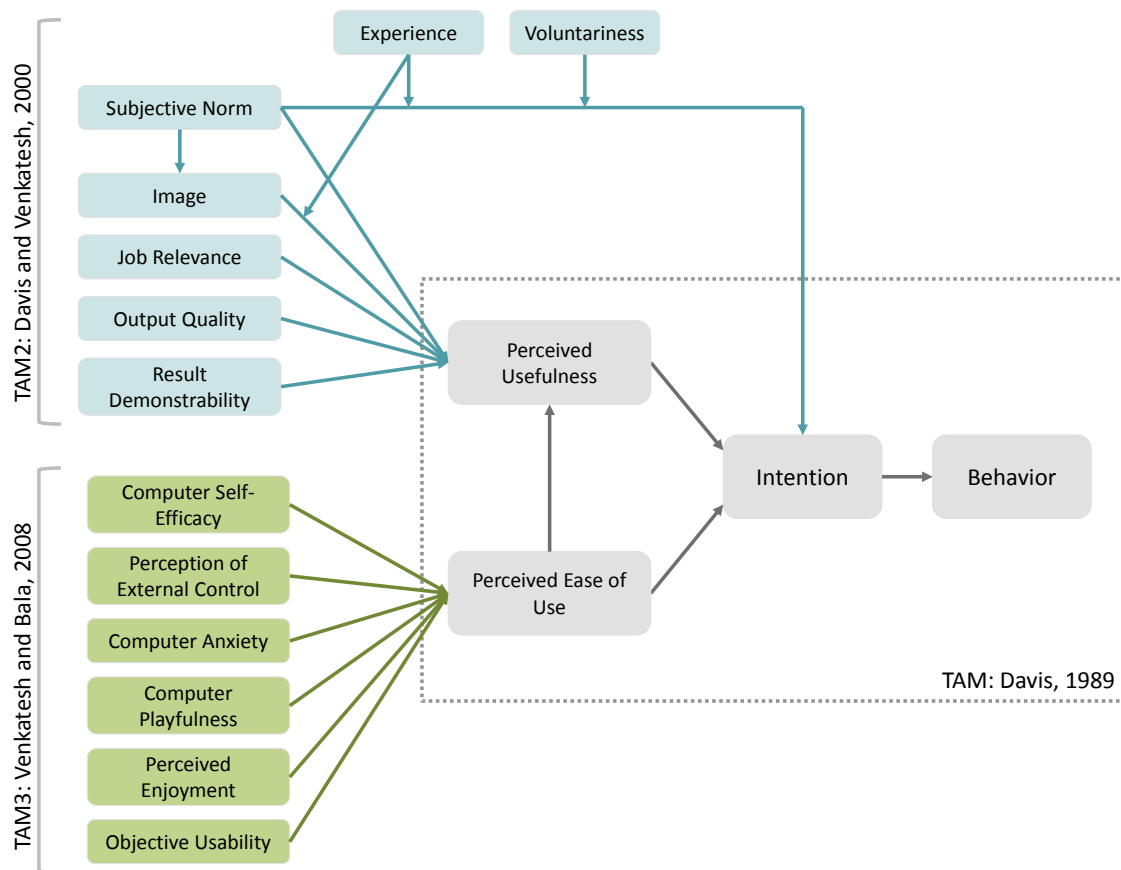 Experience
Voluntariness
TAM2: Davis and Venkatesh, 2000
Subjective Norm
Image
Job Relevance
Output Quality
Result
Demonstrability
Perceived
Usefulness
Intention
Behavior
Perceived Ease of
Use
TAM: Davis, 1989
TAM3: Venkatesh and Bala, 2008
Computer Self-
Efficacy
Perception of
External Control
Computer Anxiety
Computer
Playfulness
Perceived
Enjoyment
Objective Usability